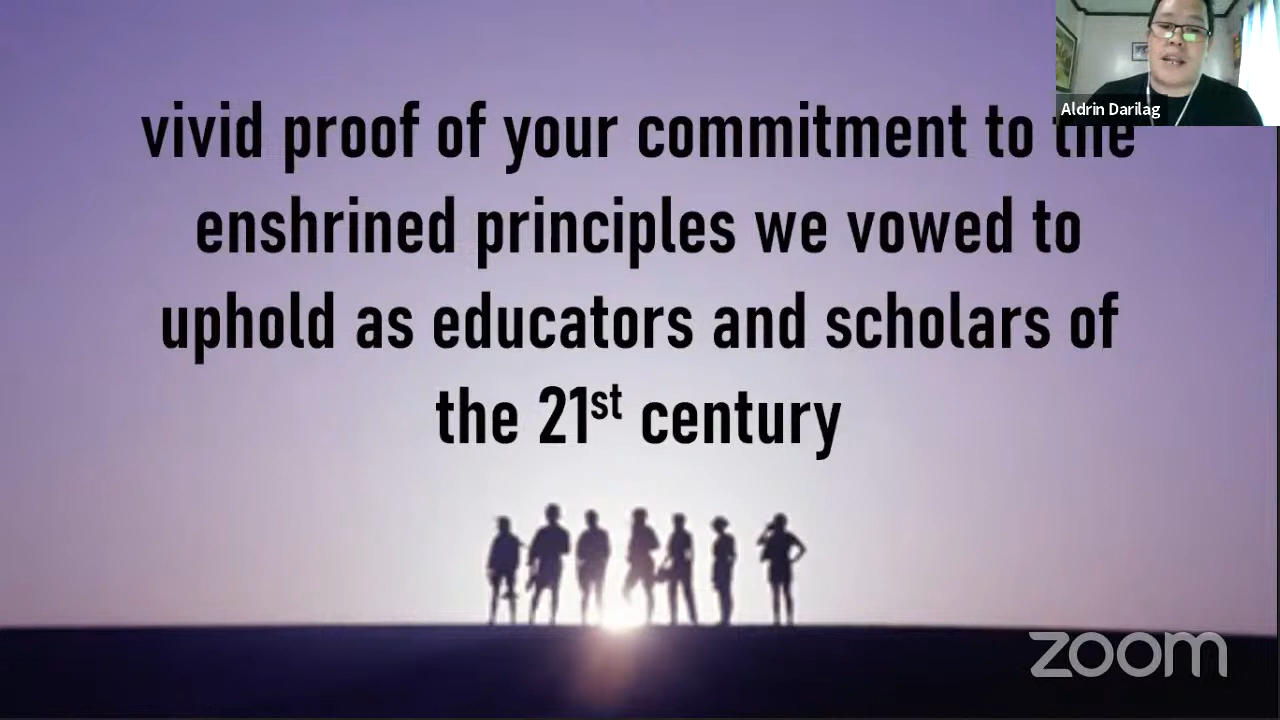 Aldrin Darilag
vivid proof of your commitment to the
enshrined principles we vowed to
uphold as educators and scholars of
the 21st century
zoom